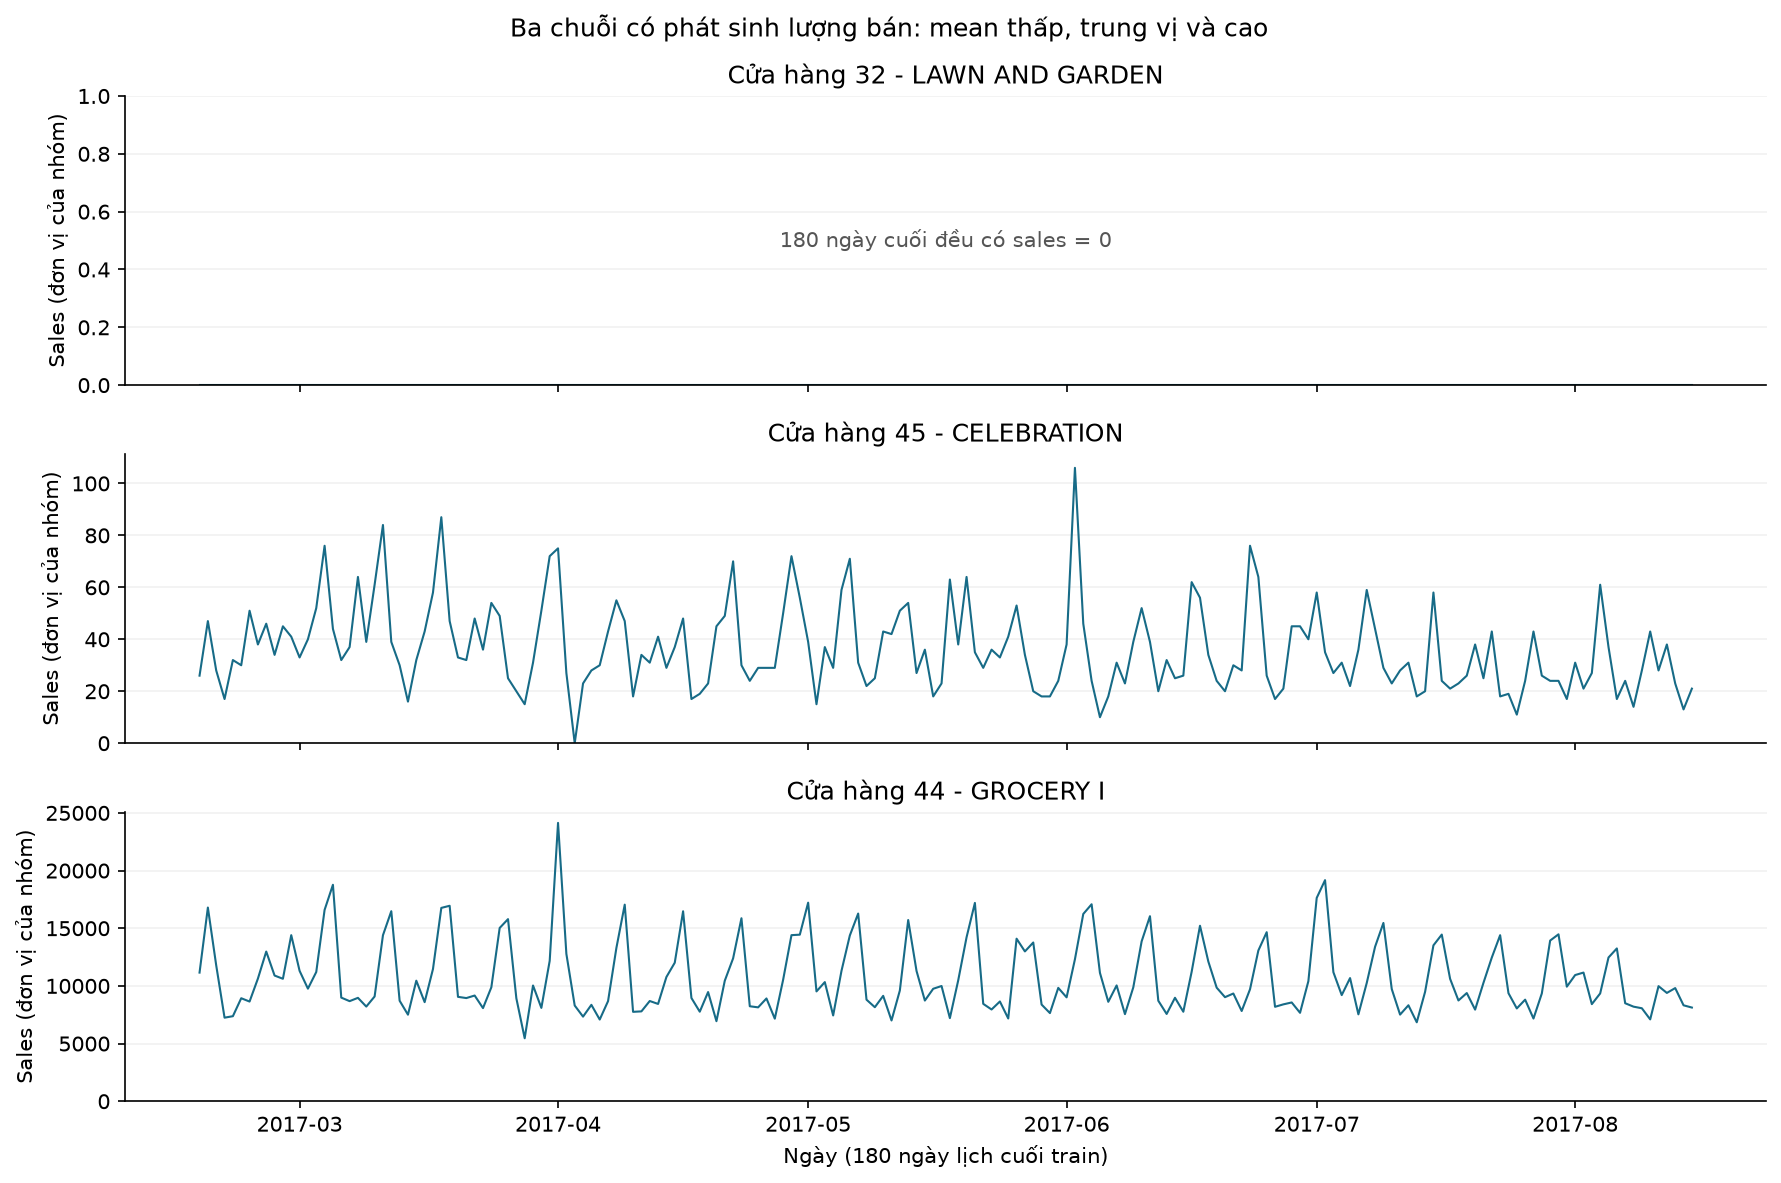 Ba chuỗi có phát sinh lượng bán: mean thấp, trung vị và cao
Cửa hàng 32 - LAWN AND GARDEN
Sales (đơn vị của nhóm)
1.0
0.8
0.6
0.4
0.2
0.0
180 ngày cuối đều có sales = 0
Cửa hàng 45 - CELEBRATION
Sales (đơn vị của nhóm)
100
80
60
40
20
0
Cửa hàng 44 - GROCERY I
Sales (đơn vị của nhóm)
25000
20000
15000
10000
5000
0
2017-03 2017-04 2017-05 2017-06 2017-07 2017-08
Ngày (180 ngày lịch cuối train)